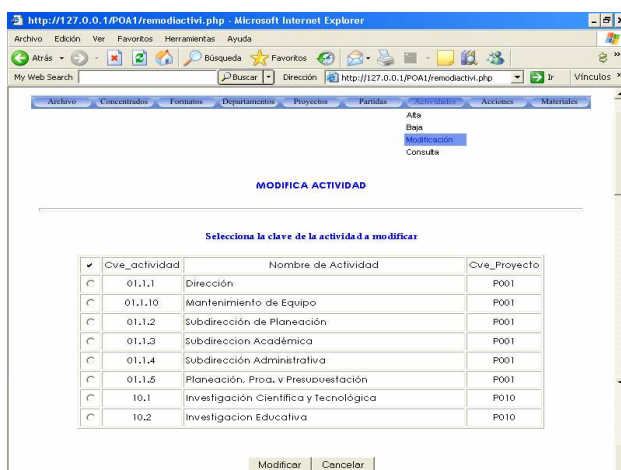 http://127.0.0.1/POA1/remodiactivi.php - Microsoft Internet Explorer
Archivo Edición Ver Favoritos Herramientas Ayuda
Atrás Búsqueda Favoritos
My Web Search Buscar Dirección http://127.0.0.1/POA1/remodiactivi.php Ir Vínculos
Archivo Concentrados Formatos Departamentos Proyectos Partidas Actividades Acciones Materiales
Alta
Baja
Modificación
Consulta
MODIFICA ACTIVIDAD
Selecciona la clave de la actividad a modificar
Cve_actividad Nombre de Actividad Cve_Proyecto
01.1.1 Dirección P001
01.1.10 Mantenimiento de Equipo P001
01.1.2 Subdirección de Planeación P001
01.1.3 Subdireccion Académica P001
01.1.4 Subdirección Administrativa P001
01.1.5 Planeación, Prog. y Presupuestación P001
10.1 Investigación Científica y Tecnológica P010
10.2 Investigacion Educativa P010
Modificar Cancelar